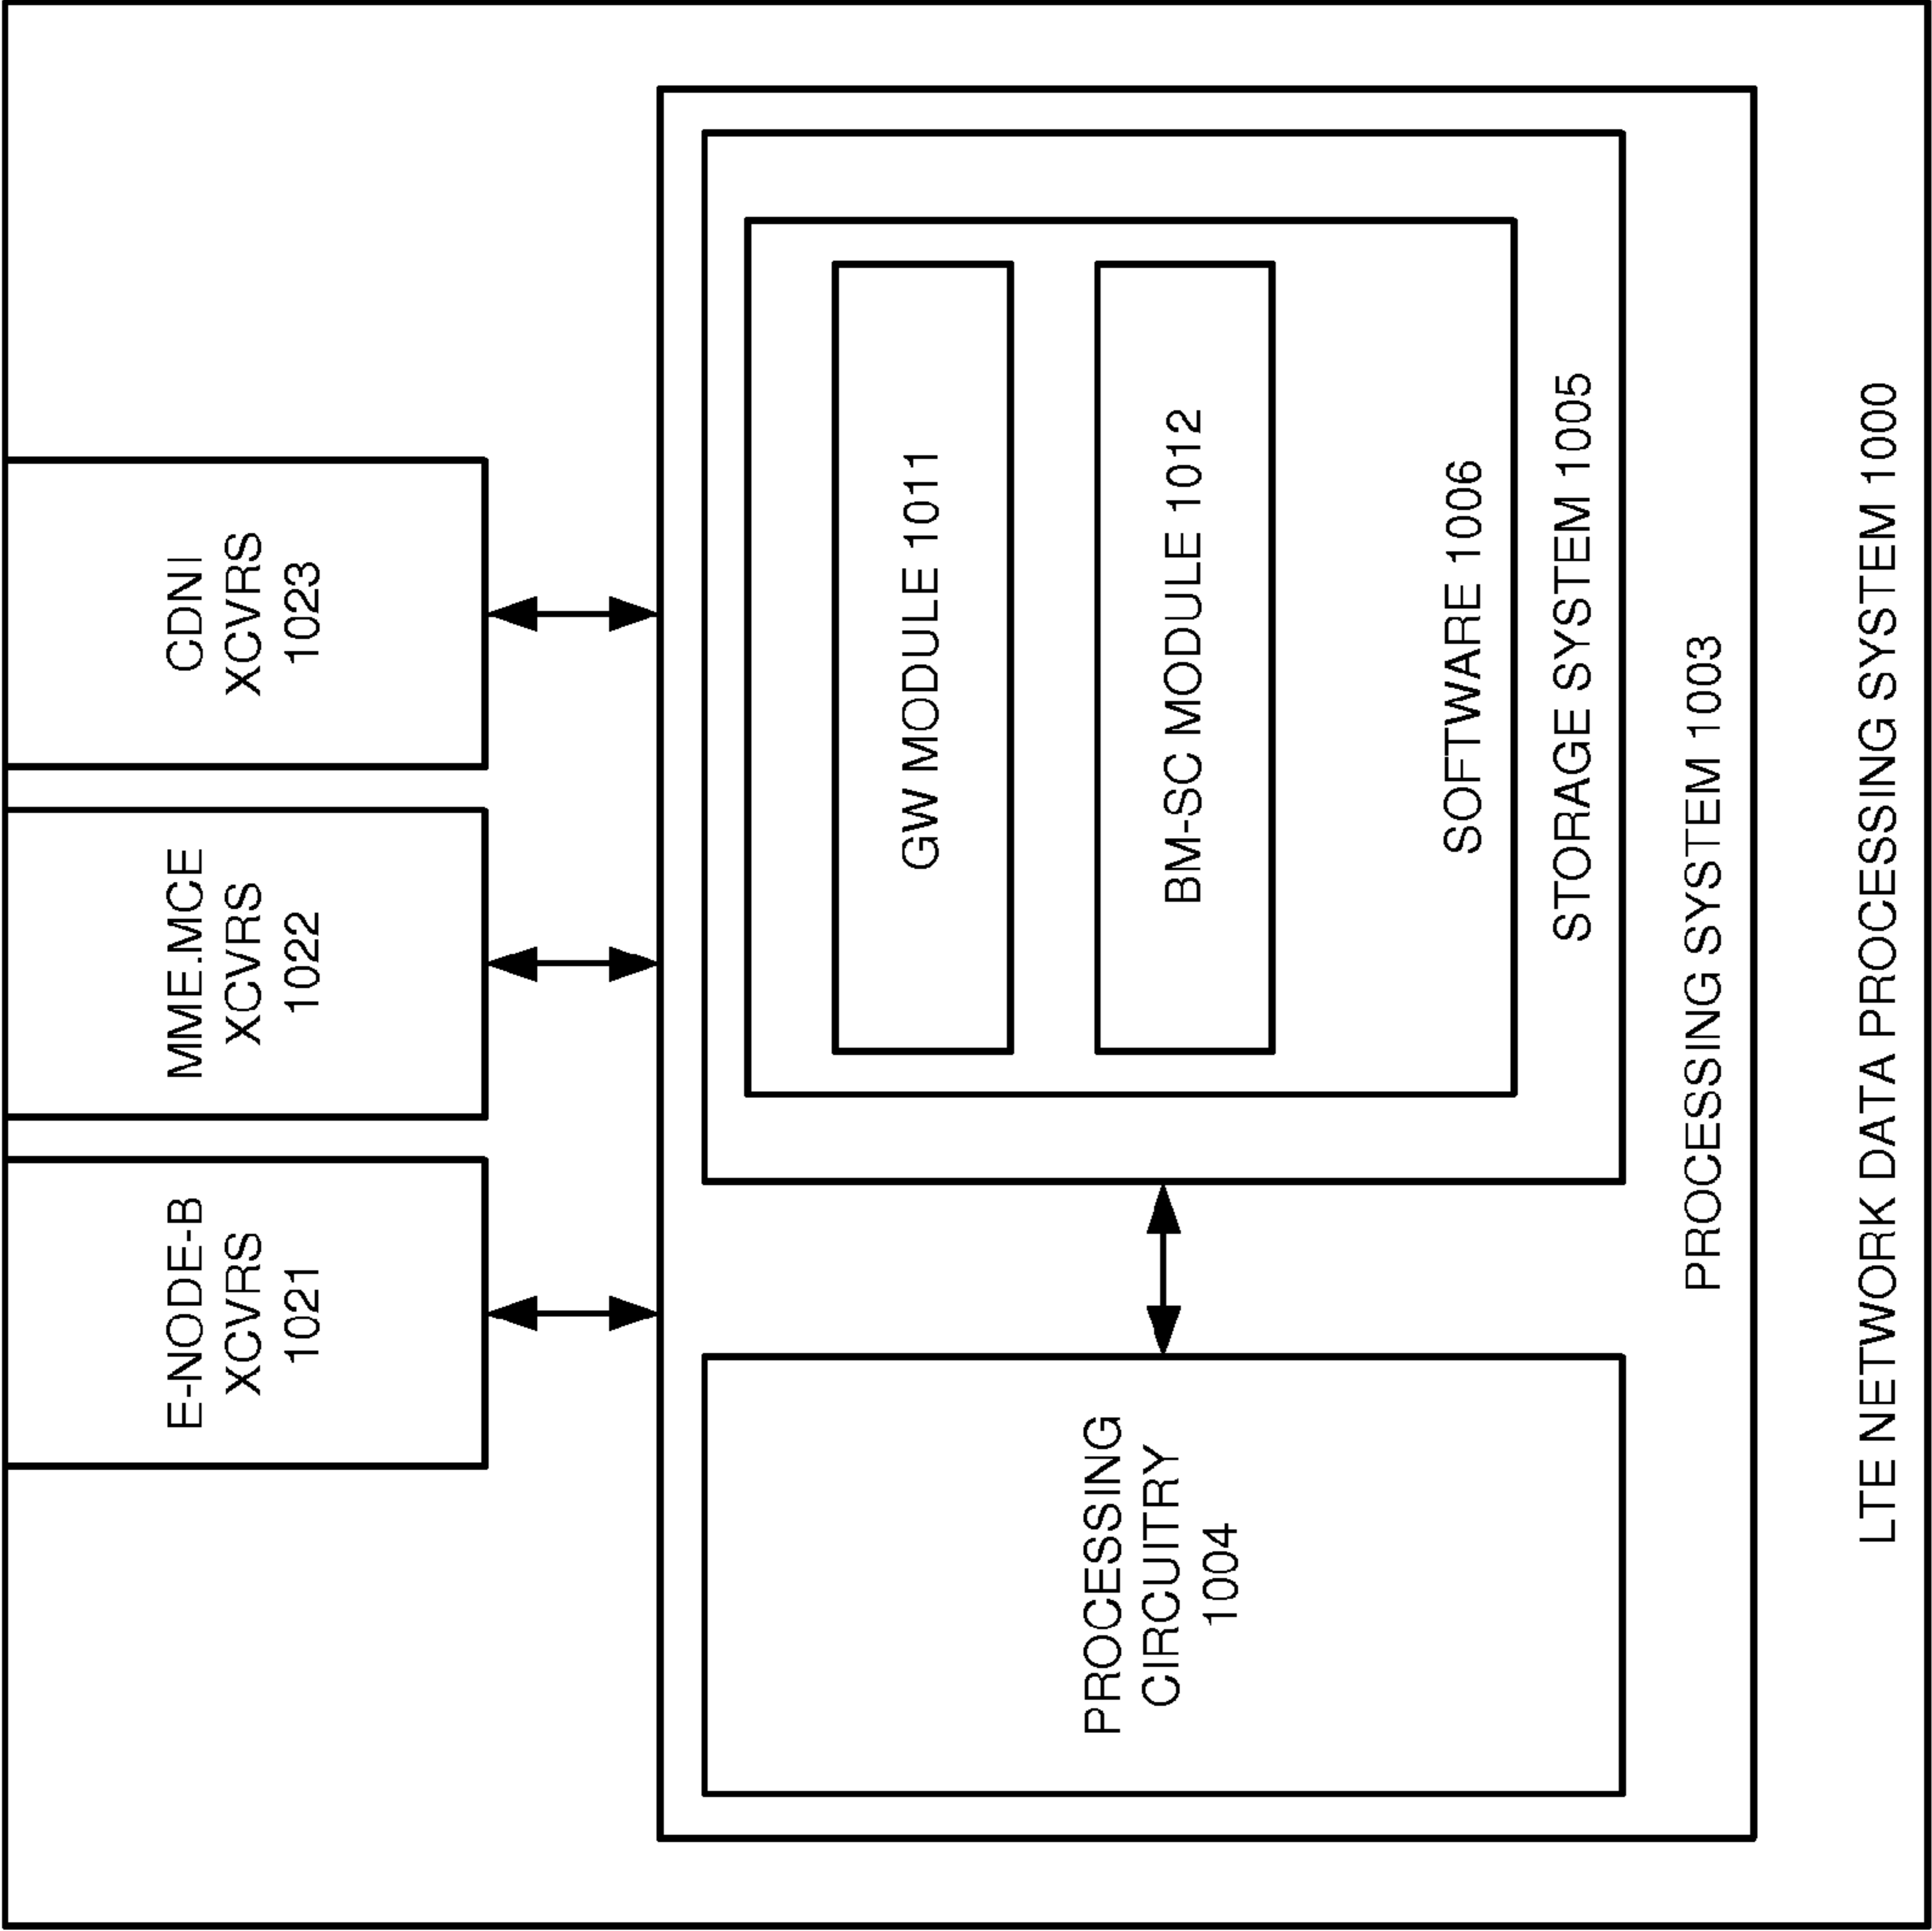 E-NODE-B
XCVRS
1021
MME.MCE
XCVRS
1022
CDNI
XCVRS
1023
PROCESSING
CIRCUITRY
1004
GW MODULE 1011
BM-SC MODULE 1012
SOFTWARE 1006
STORAGE SYSTEM 1005
PROCESSING SYSTEM 1003
LTE NETWORK DATA PROCESSING SYSTEM 1000